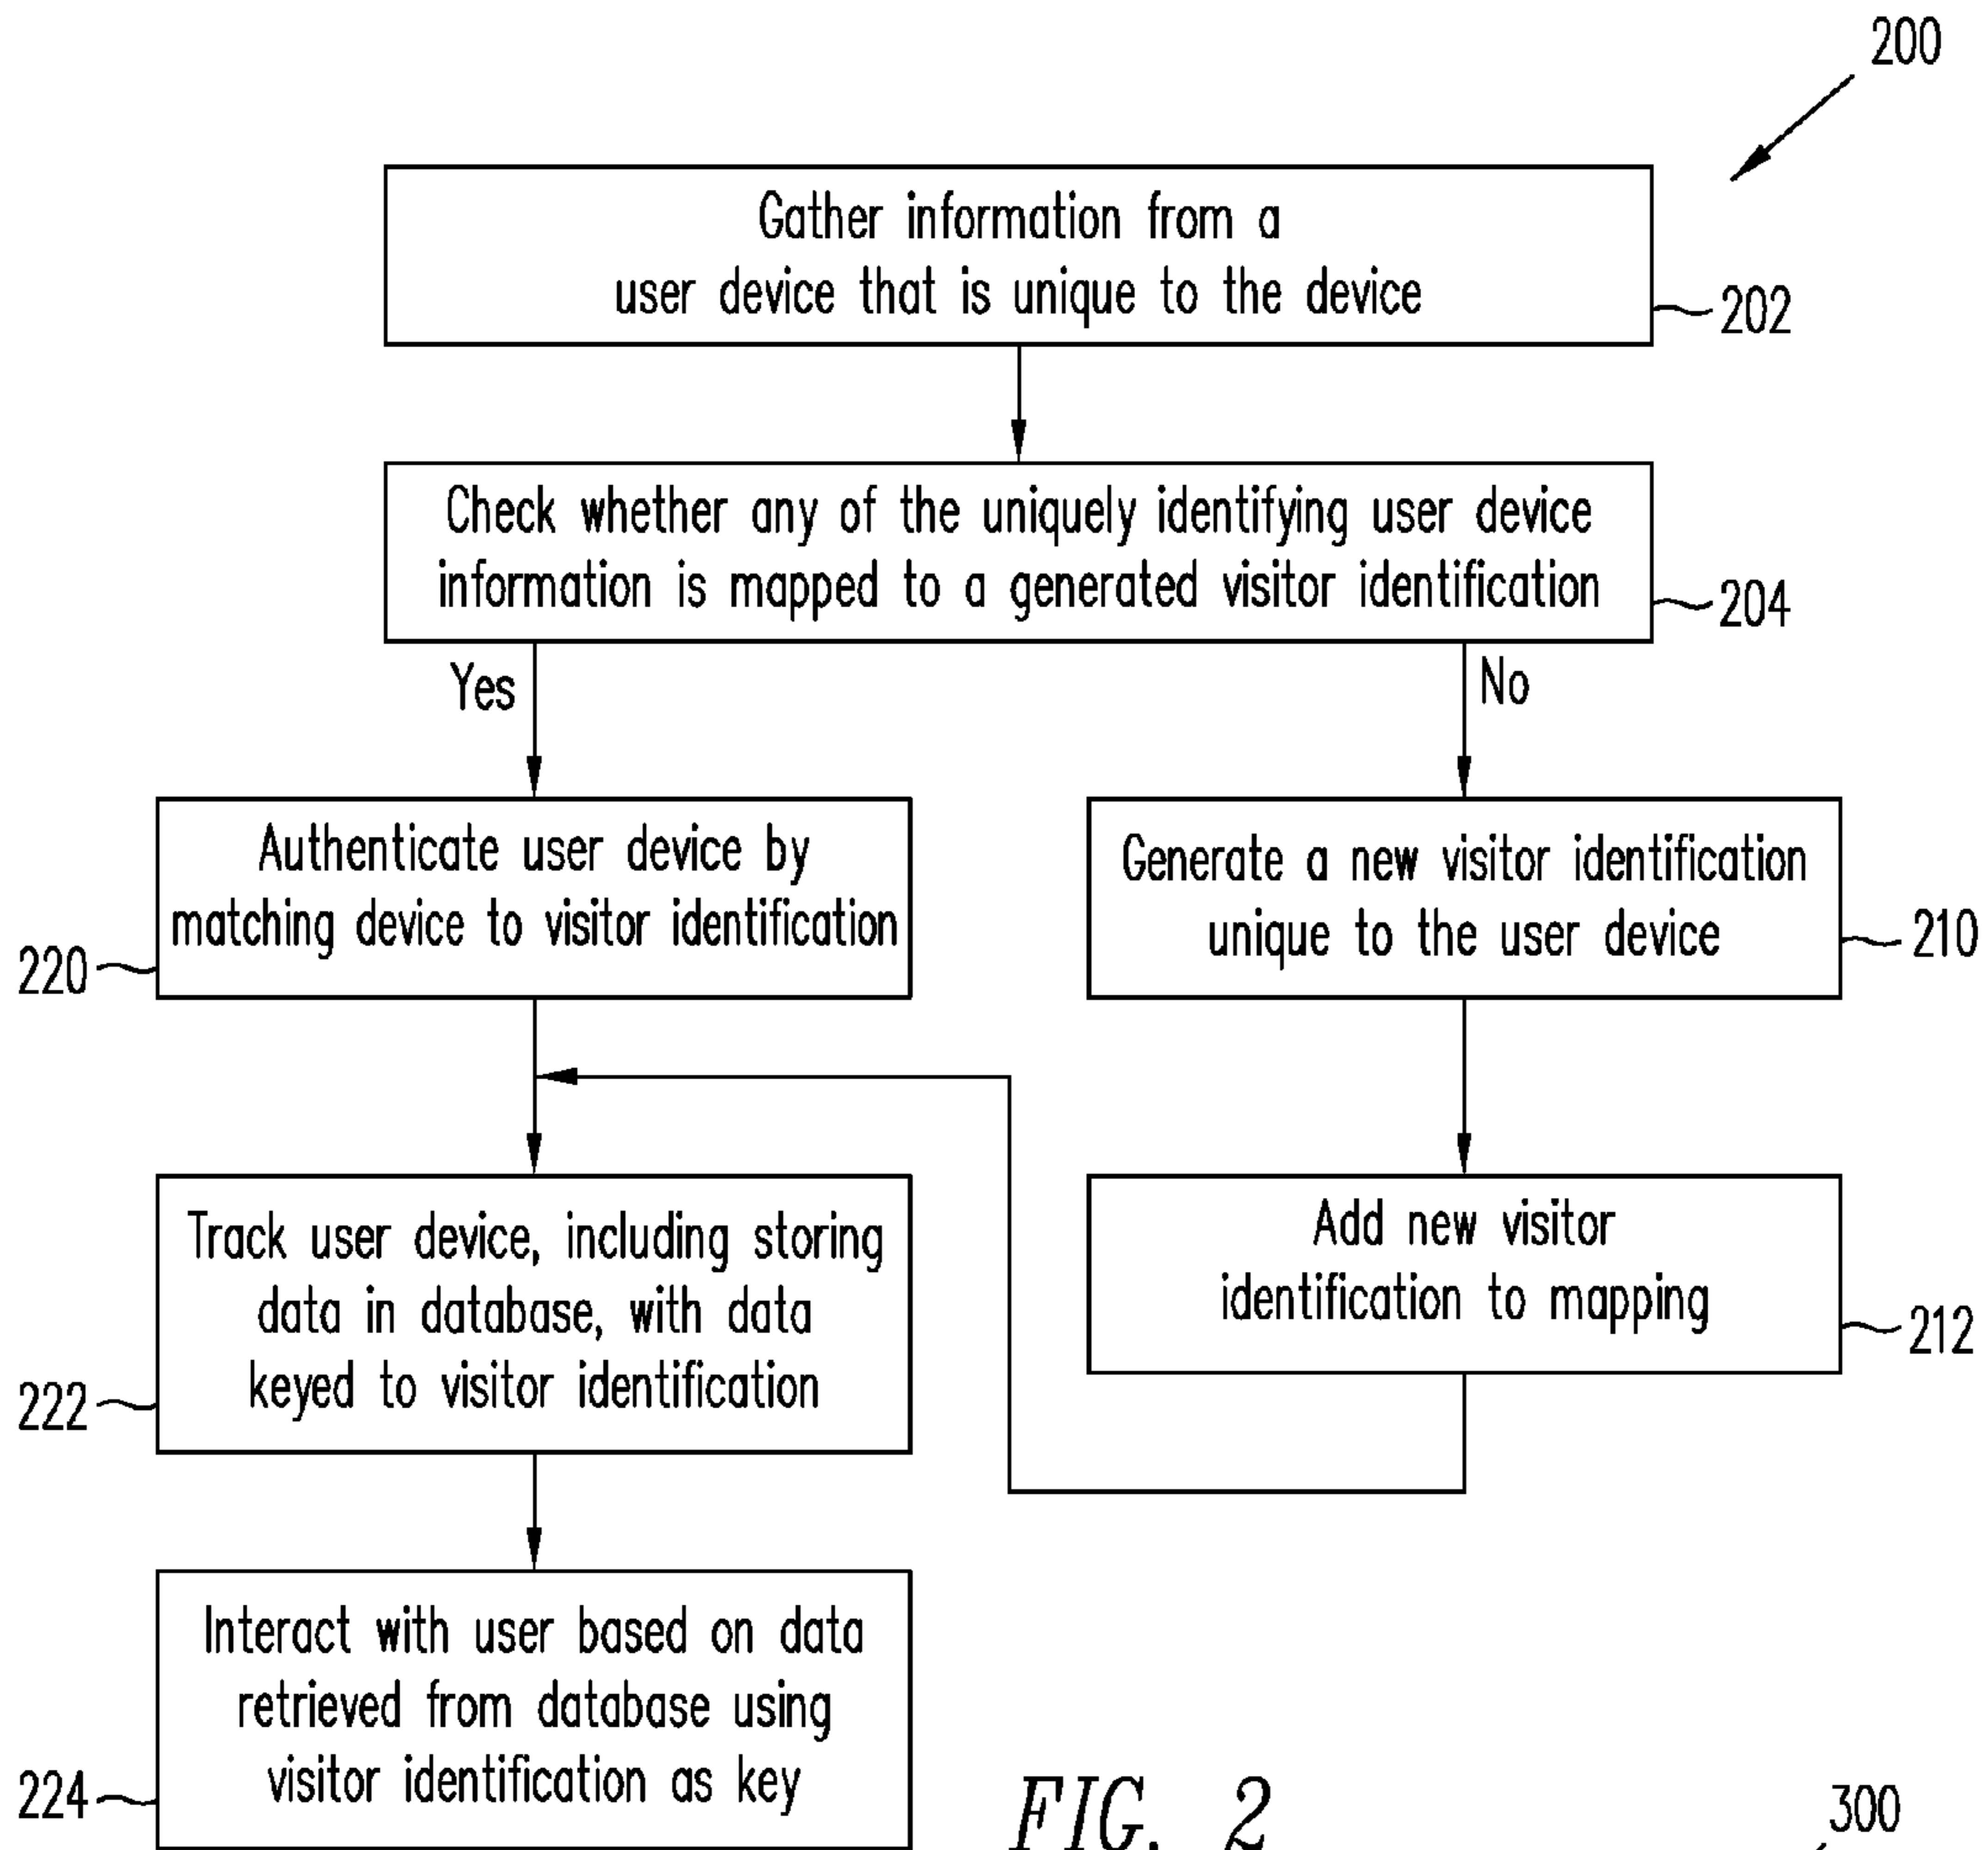 200
Gather information from a
user device that is unique to the device
202
Check whether any of the uniquely identifying user device
information is mapped to a generated visitor identification
204
Yes
No
Authenticate user device by
matching device to visitor identification
220
Generate a new visitor identification
unique to the user device
210
Track user device, including storing
data in database, with data
keyed to visitor identification
222
Add new visitor
identification to mapping
212
Interact with user based on data
retrieved from database using
visitor identification as key
224
FIG. 2
300